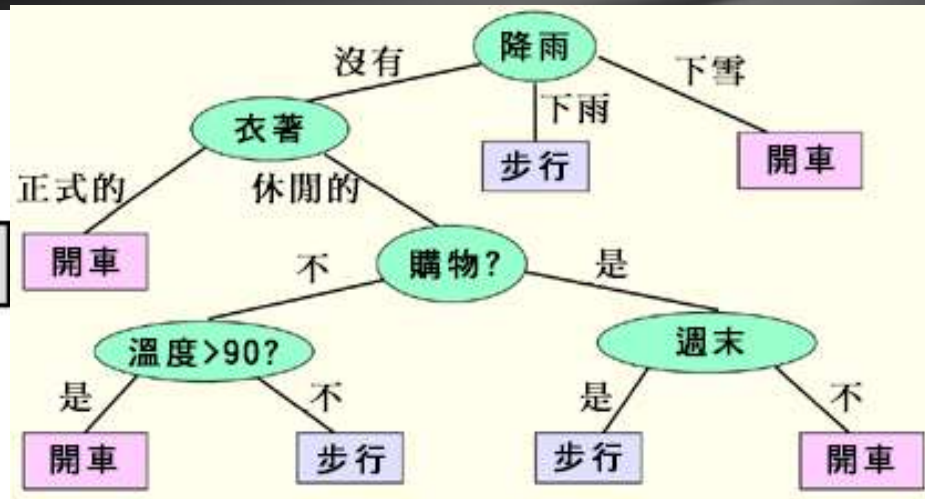 降雨
沒有
下雨
下雪
衣著
步行
開車
正式的
休閒的
開車
購物?
不
是
溫度>90?
週末
是
不
是
不
開車
步行
步行
開車